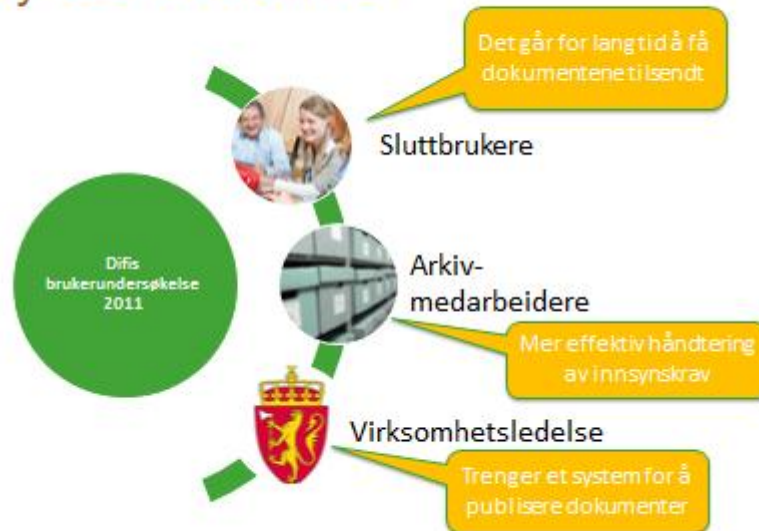 Det går for lang tid å få
dokumentene tilsendt
Sluttbrukere
Difis
brukerundersøkelse
2011
Arkiv-
medarbeidere
Mer effektiv håndtering
av innsynskrav
Virksomhetsledelse
Trenger et system for å
publisere dokumenter